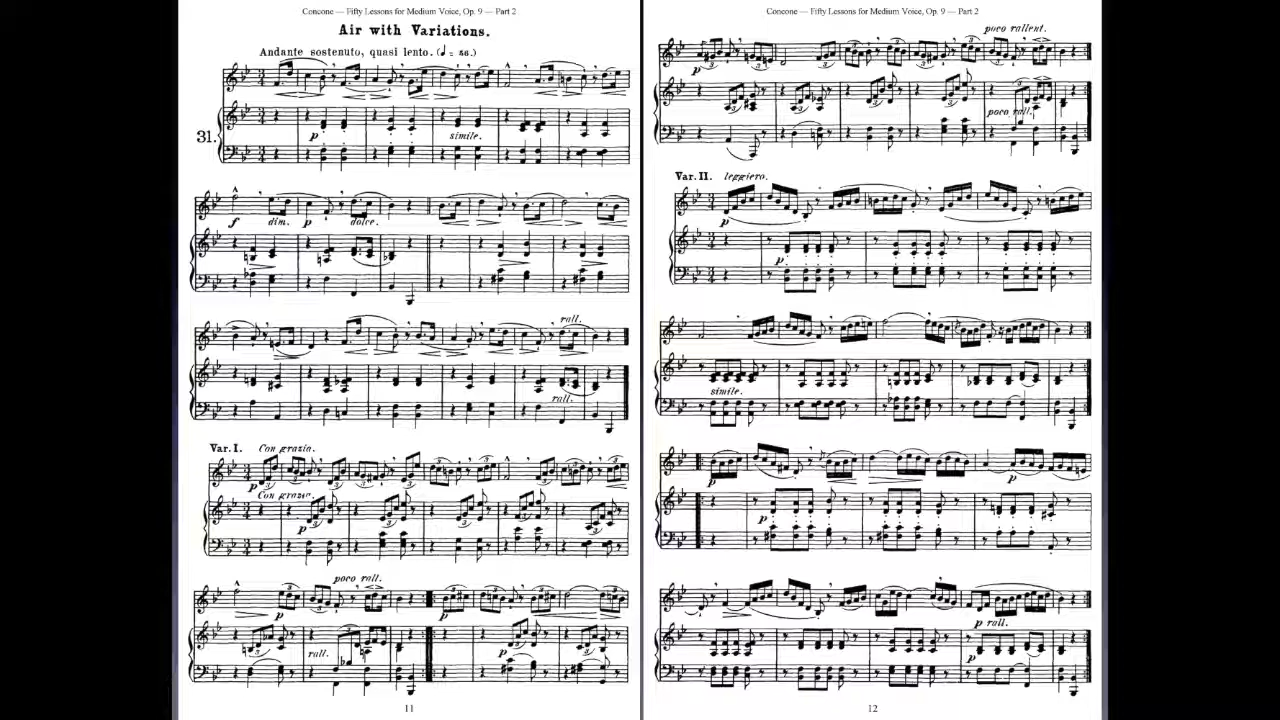 Concone — Fifty Lessons for Medium Voice, Op. 9 — Part 2
Air with Variations.
Andante sostenuto, quasi lento. (♩ = 56.)
31.
p
simile.
f dim. p dolce.
rall.
rall.
Var. I. Con grazia.
p
Con grazia.
p
poco rall.
p p
rall.
p
11
Concone — Fifty Lessons for Medium Voice, Op. 9 — Part 2
poco rallent.
p
poco rall.
Var. II. leggiero.
p
p
simile.
p
p p
p
p rall.
p rall.
12